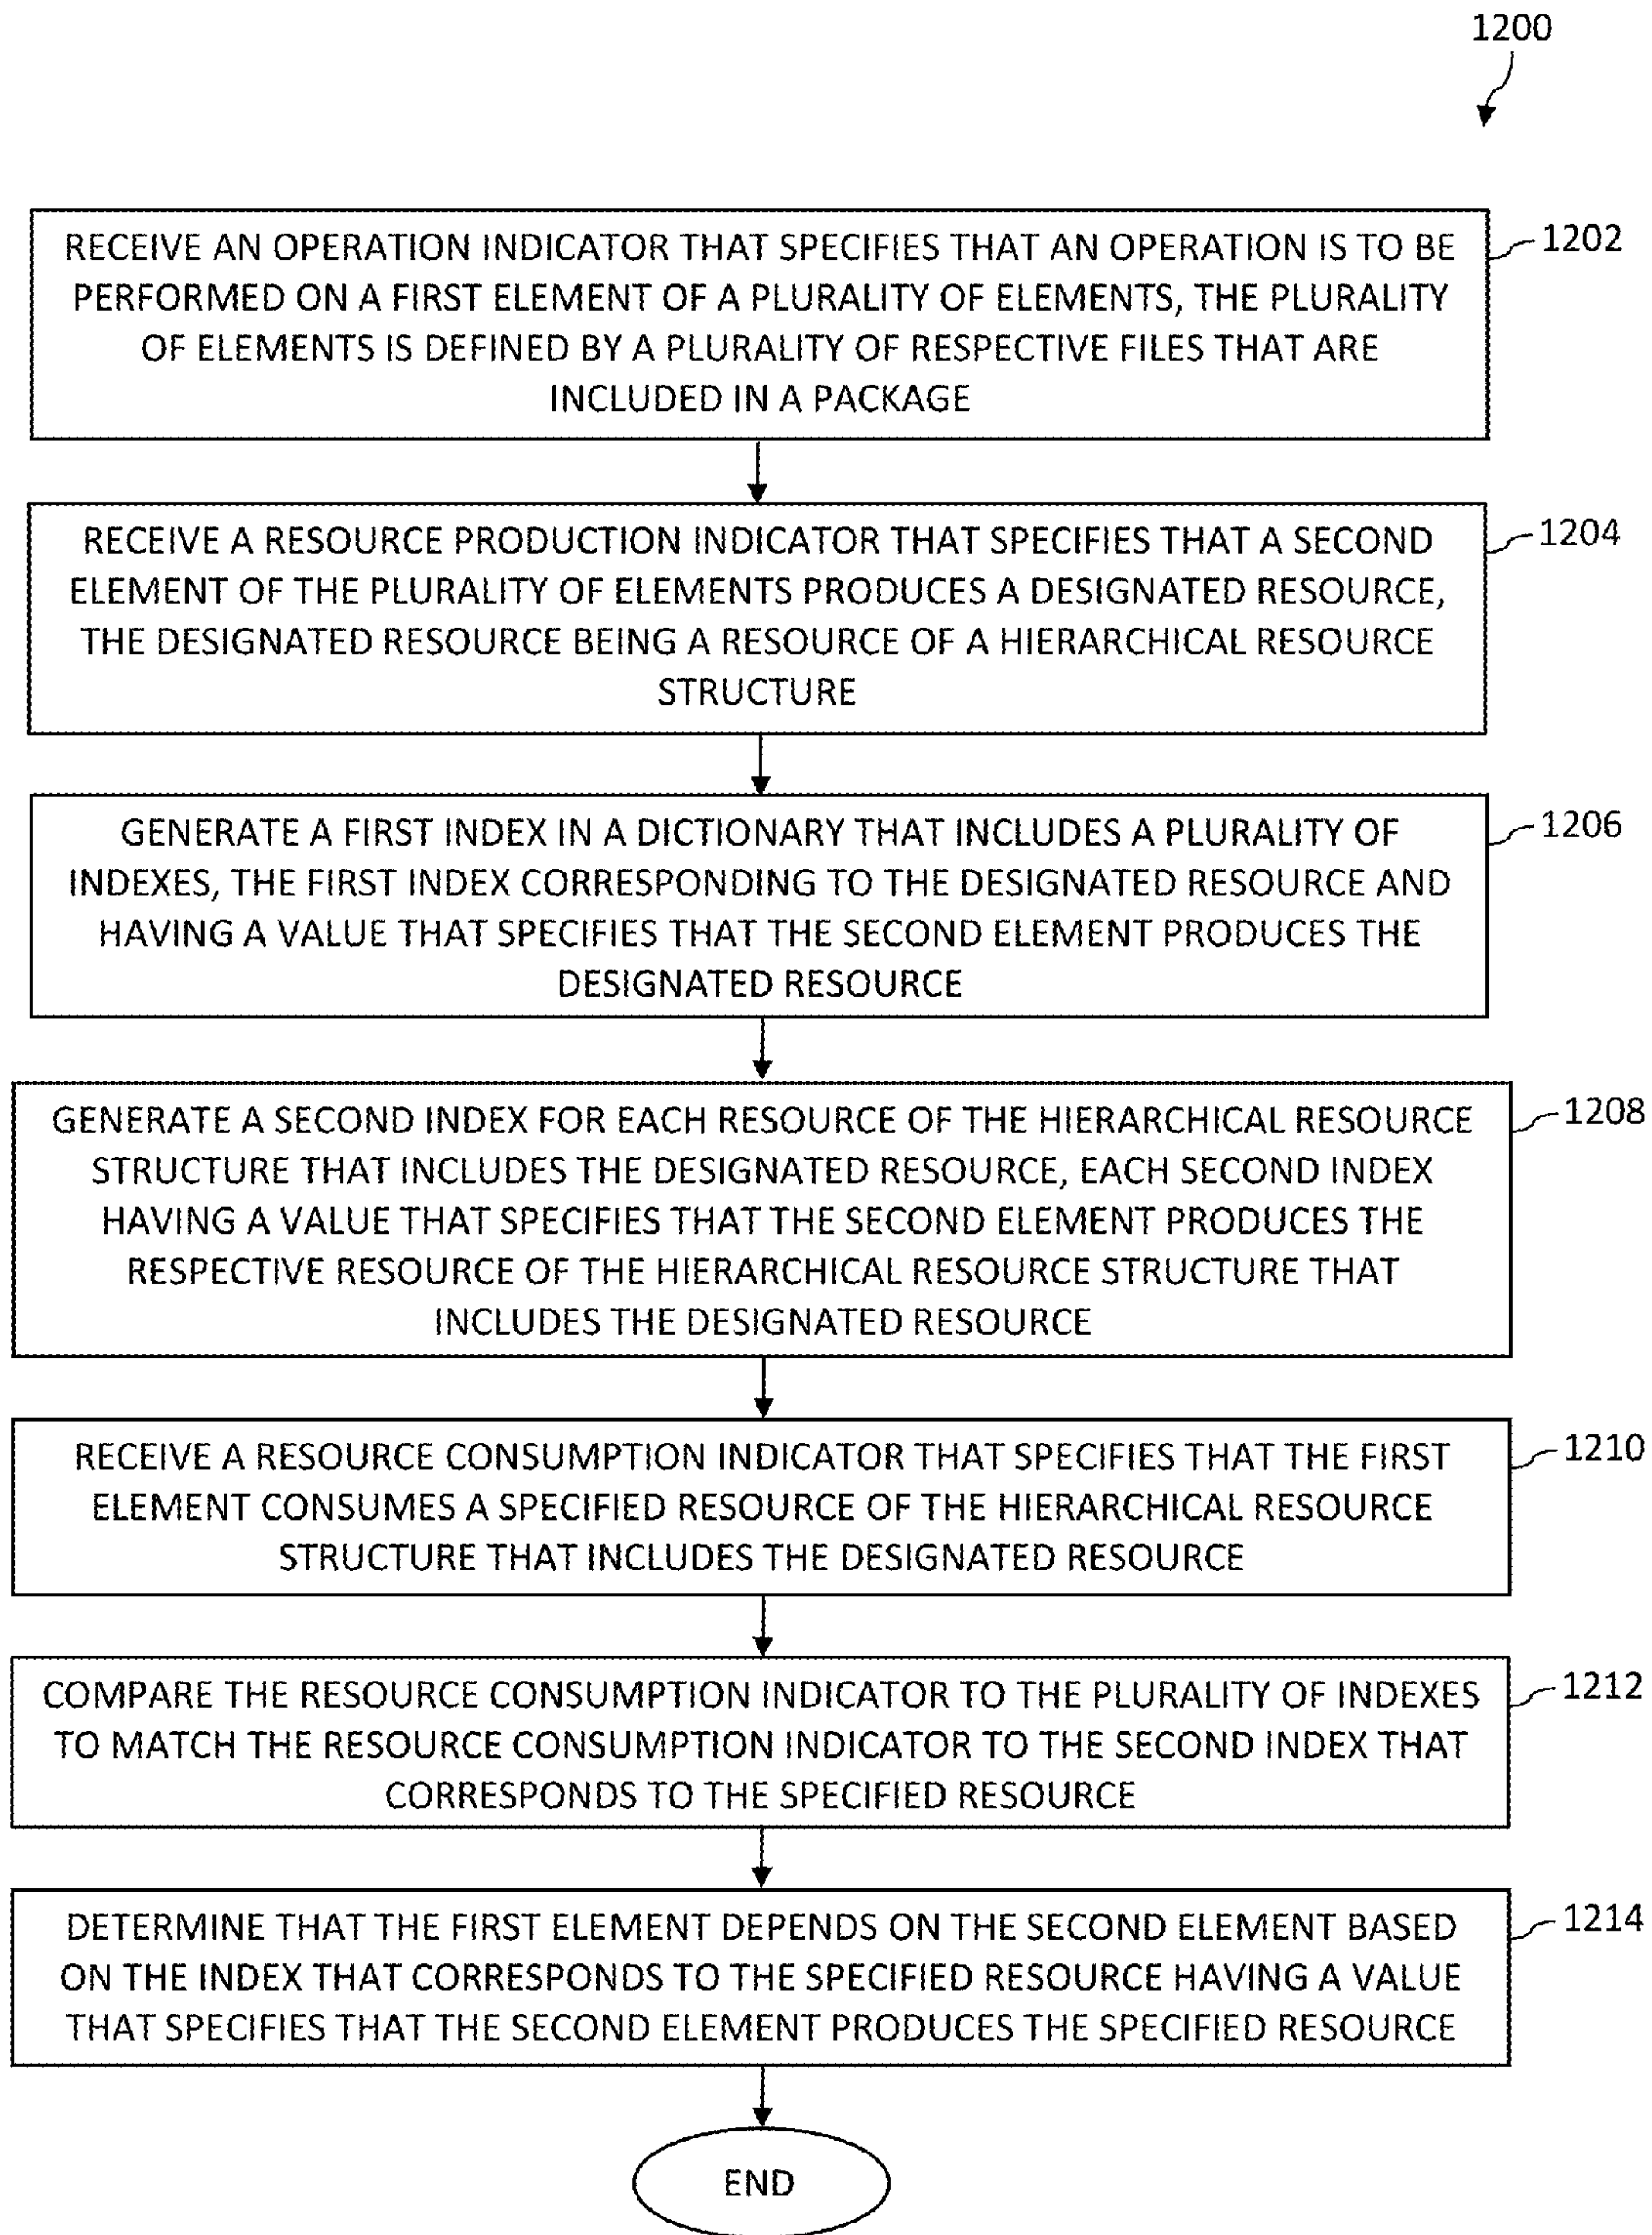 1200
RECEIVE AN OPERATION INDICATOR THAT SPECIFIES THAT AN OPERATION IS TO BE
PERFORMED ON A FIRST ELEMENT OF A PLURALITY OF ELEMENTS, THE PLURALITY
OF ELEMENTS IS DEFINED BY A PLURALITY OF RESPECTIVE FILES THAT ARE
INCLUDED IN A PACKAGE
1202
RECEIVE A RESOURCE PRODUCTION INDICATOR THAT SPECIFIES THAT A SECOND
ELEMENT OF THE PLURALITY OF ELEMENTS PRODUCES A DESIGNATED RESOURCE,
THE DESIGNATED RESOURCE BEING A RESOURCE OF A HIERARCHICAL RESOURCE
STRUCTURE
1204
GENERATE A FIRST INDEX IN A DICTIONARY THAT INCLUDES A PLURALITY OF
INDEXES, THE FIRST INDEX CORRESPONDING TO THE DESIGNATED RESOURCE AND
HAVING A VALUE THAT SPECIFIES THAT THE SECOND ELEMENT PRODUCES THE
DESIGNATED RESOURCE
1206
GENERATE A SECOND INDEX FOR EACH RESOURCE OF THE HIERARCHICAL RESOURCE
STRUCTURE THAT INCLUDES THE DESIGNATED RESOURCE, EACH SECOND INDEX
HAVING A VALUE THAT SPECIFIES THAT THE SECOND ELEMENT PRODUCES THE
RESPECTIVE RESOURCE OF THE HIERARCHICAL RESOURCE STRUCTURE THAT
INCLUDES THE DESIGNATED RESOURCE
1208
RECEIVE A RESOURCE CONSUMPTION INDICATOR THAT SPECIFIES THAT THE FIRST
ELEMENT CONSUMES A SPECIFIED RESOURCE OF THE HIERARCHICAL RESOURCE
STRUCTURE THAT INCLUDES THE DESIGNATED RESOURCE
1210
COMPARE THE RESOURCE CONSUMPTION INDICATOR TO THE PLURALITY OF INDEXES
TO MATCH THE RESOURCE CONSUMPTION INDICATOR TO THE SECOND INDEX THAT
CORRESPONDS TO THE SPECIFIED RESOURCE
1212
DETERMINE THAT THE FIRST ELEMENT DEPENDS ON THE SECOND ELEMENT BASED
ON THE INDEX THAT CORRESPONDS TO THE SPECIFIED RESOURCE HAVING A VALUE
THAT SPECIFIES THAT THE SECOND ELEMENT PRODUCES THE SPECIFIED RESOURCE
1214
END